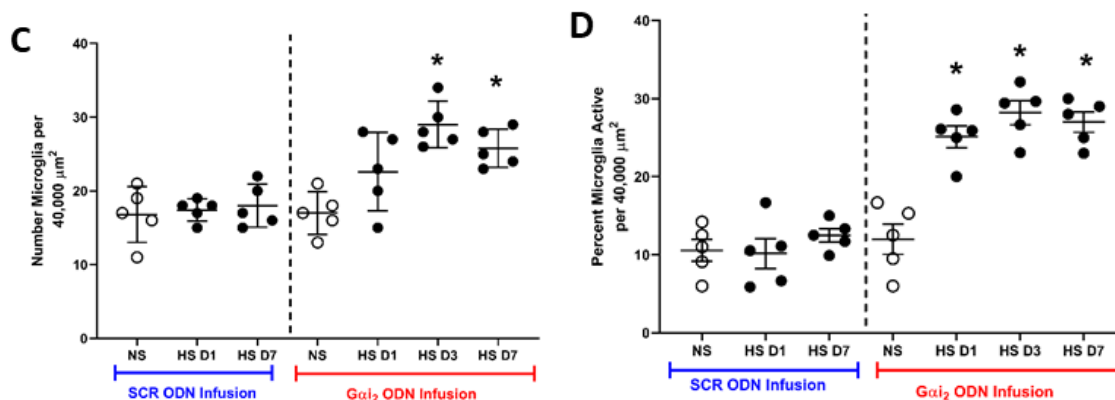 C
Number Microglia per
40,000 μm²
40
30
20
10
0
* *
NS HS D1 HS D7 NS HS D1 HS D3 HS D7
SCR ODN Infusion Gαi₂ ODN Infusion
D
Percent Microglia Active
per 40,000 μm²
40
30
20
10
0
* * *
NS HS D1 HS D7 NS HS D1 HS D3 HS D7
SCR ODN Infusion Gαi₂ ODN Infusion